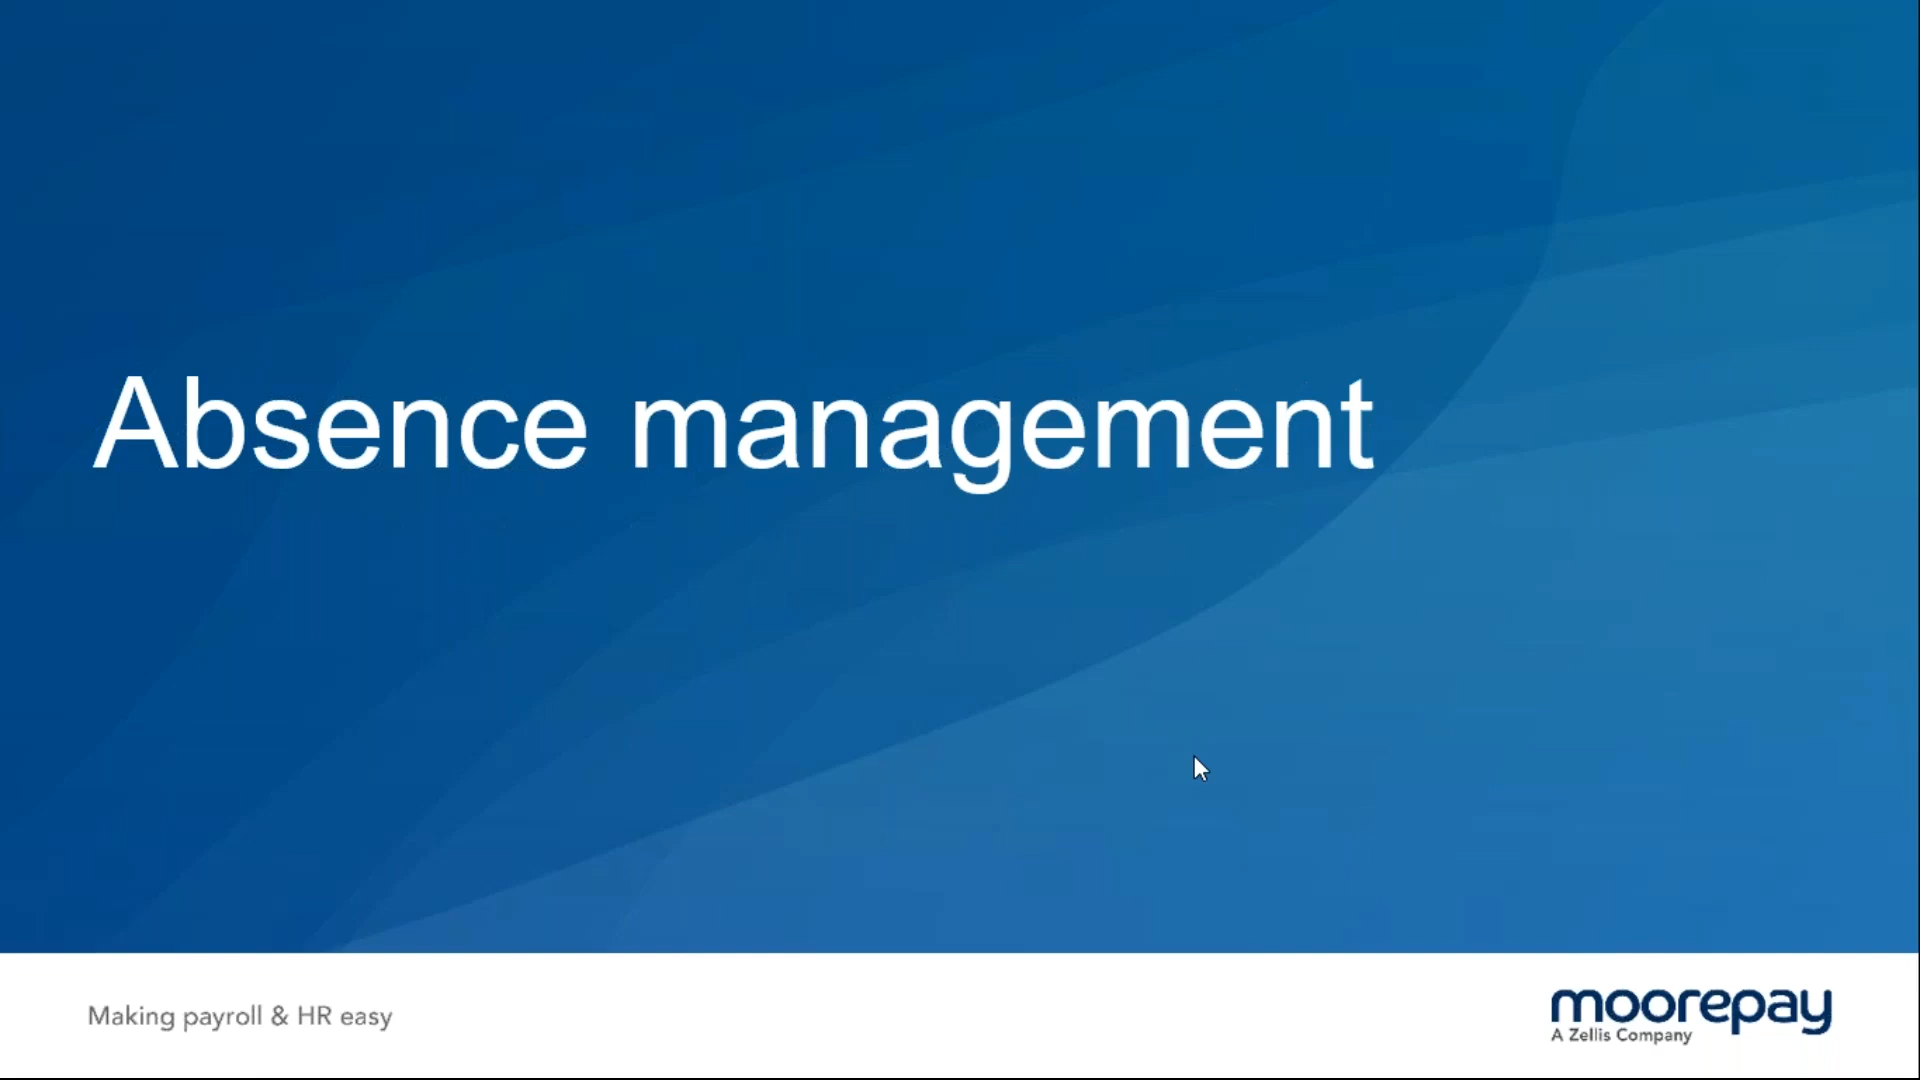 Absence management
Making payroll & HR easy
moorepay
A Zellis Company